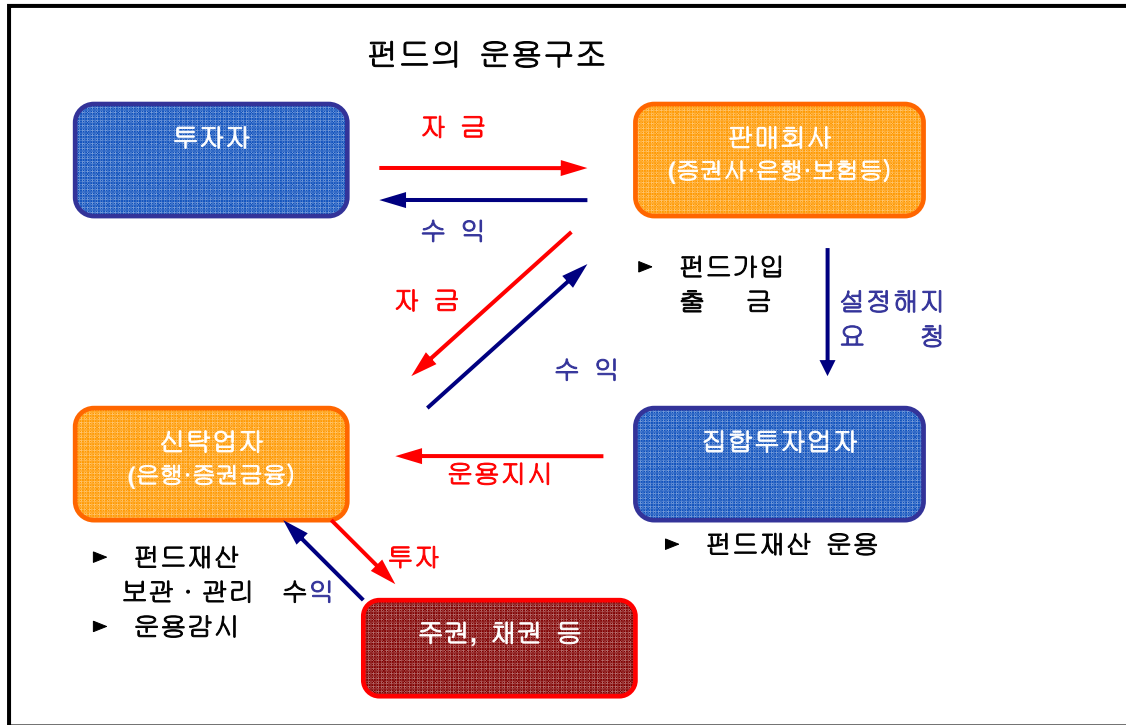 펀드의 운용구조
투자자
자 금
판매회사
(증권사·은행·보험등)
수 익
► 펀드가입
출 금
설정해지
요 청
자 금
수 익
신탁업자
(은행·증권금융)
운용지시
집합투자업자
► 펀드재산 운용
► 펀드재산
보관 · 관리
► 운용감시
수익
투자
주권, 채권 등